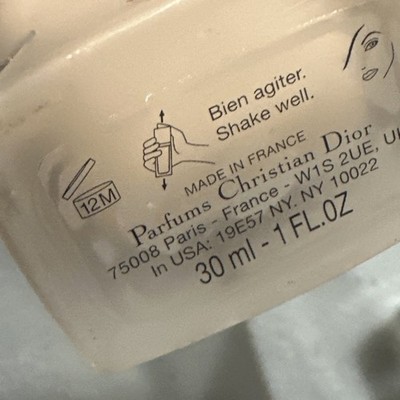 Bien agiter.
Shake well.
12M
MADE IN FRANCE
Parfums Christian Dior
75008 Paris - France - W1S 2UE, UK
In USA: 19E57 NY. NY 10022
30 ml - 1 FL.OZ